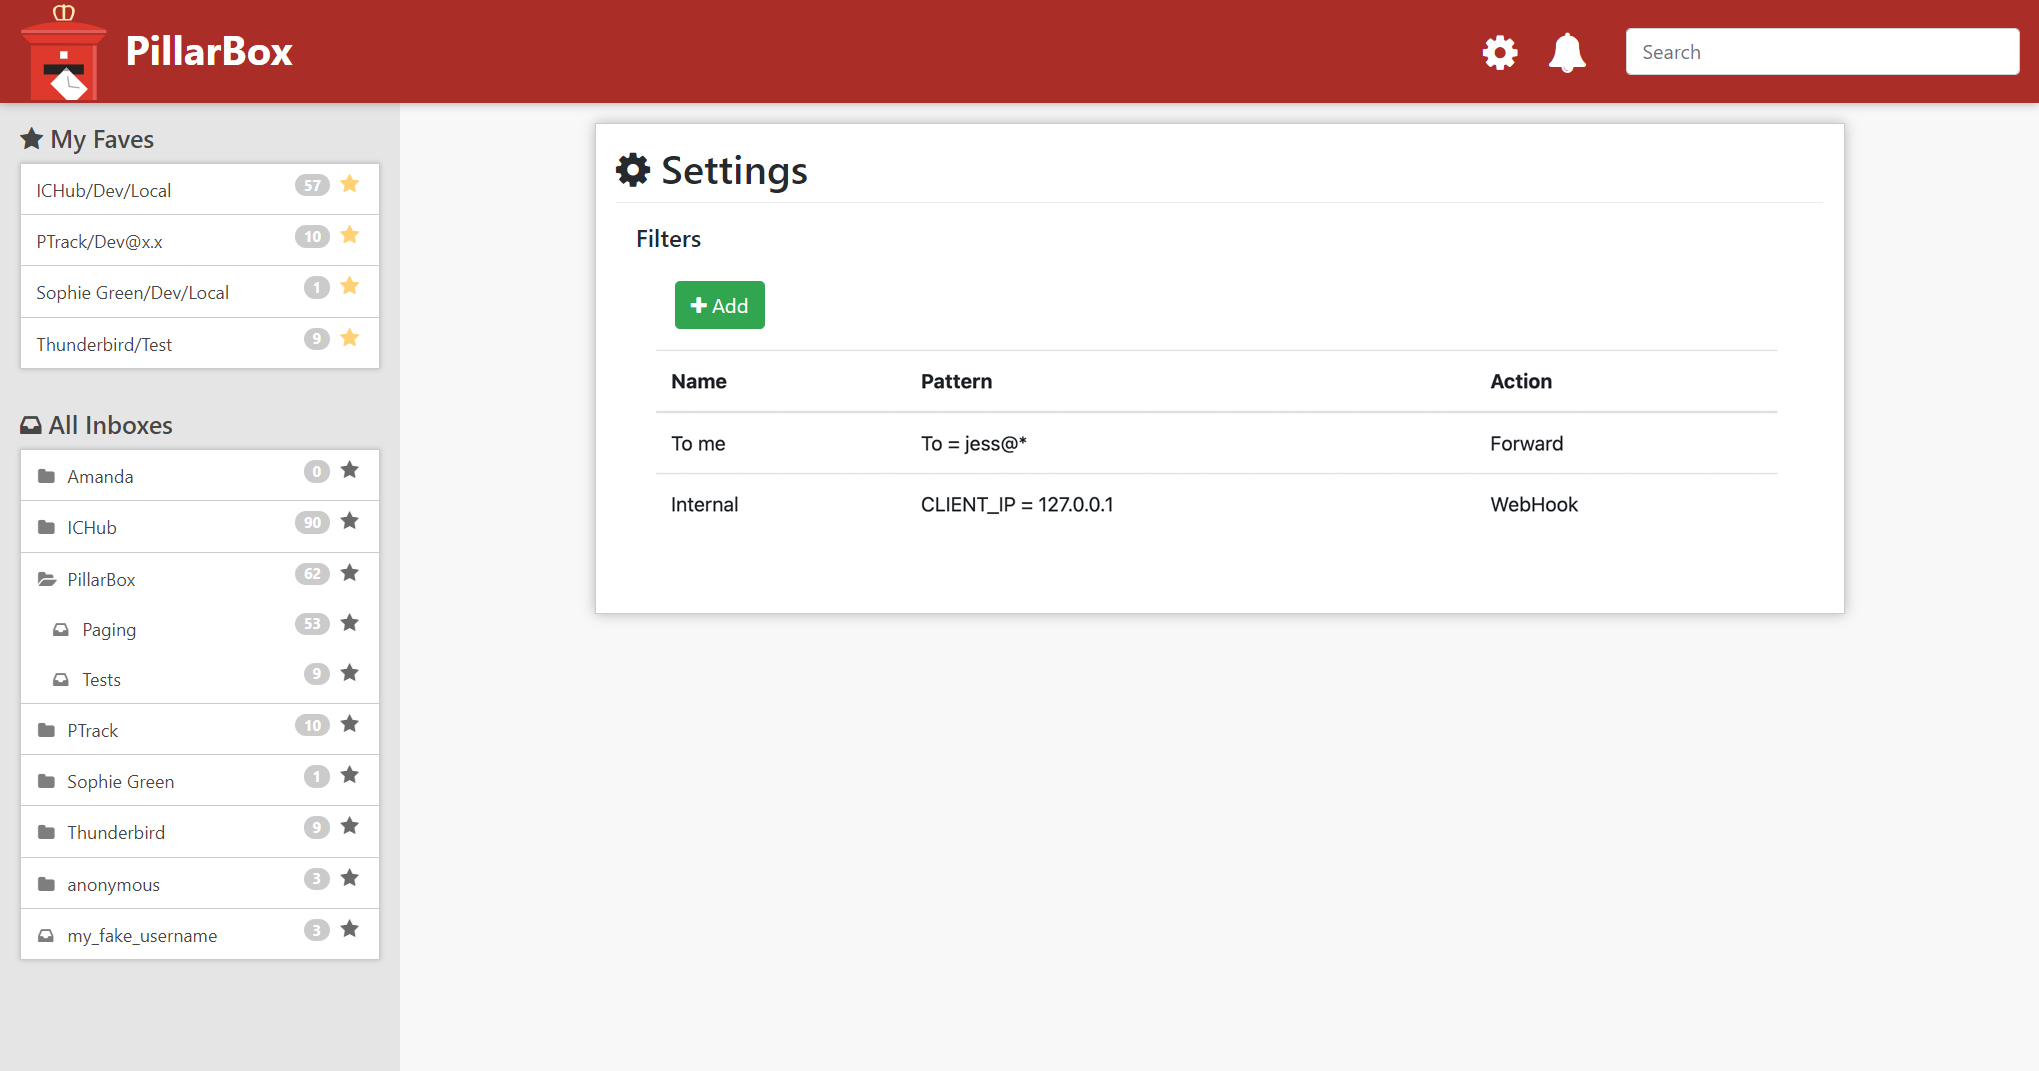 PillarBox
Search
My Faves
ICHub/Dev/Local 57
PTrack/Dev@x.x 10
Sophie Green/Dev/Local 1
Thunderbird/Test 9
All Inboxes
Amanda 0
ICHub 90
PillarBox 62
Paging 53
Tests 9
PTrack 10
Sophie Green 1
Thunderbird 9
anonymous 3
my_fake_username 3
Settings
Filters
Add
Name Pattern Action
To me To = jess@* Forward
Internal CLIENT_IP = 127.0.0.1 WebHook